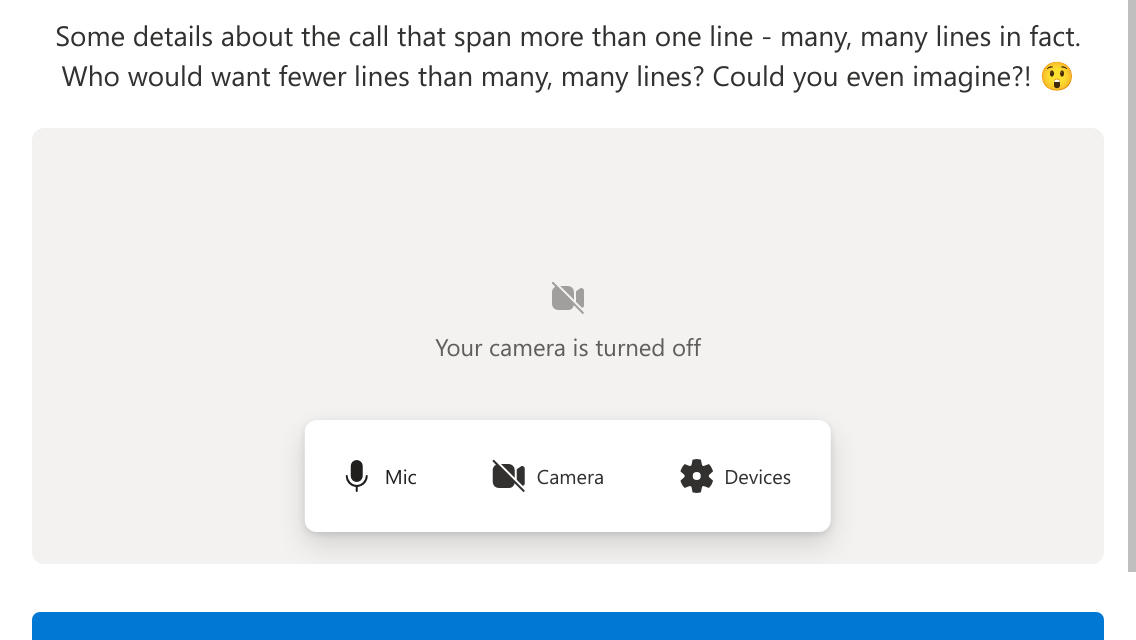 Some details about the call that span more than one line - many, many lines in fact.
Who would want fewer lines than many, many lines? Could you even imagine?! 😲
Your camera is turned off
Mic
Camera
Devices